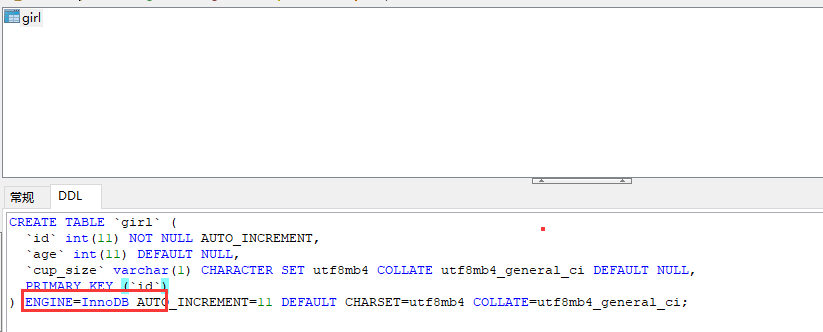 girl
常规 DDL
CREATE TABLE `girl` (
`id` int(11) NOT NULL AUTO_INCREMENT,
`age` int(11) DEFAULT NULL,
`cup_size` varchar(1) CHARACTER SET utf8mb4 COLLATE utf8mb4_general_ci DEFAULT NULL,
PRIMARY KEY (`id`)
) ENGINE=InnoDB AUTO_INCREMENT=11 DEFAULT CHARSET=utf8mb4 COLLATE=utf8mb4_general_ci;